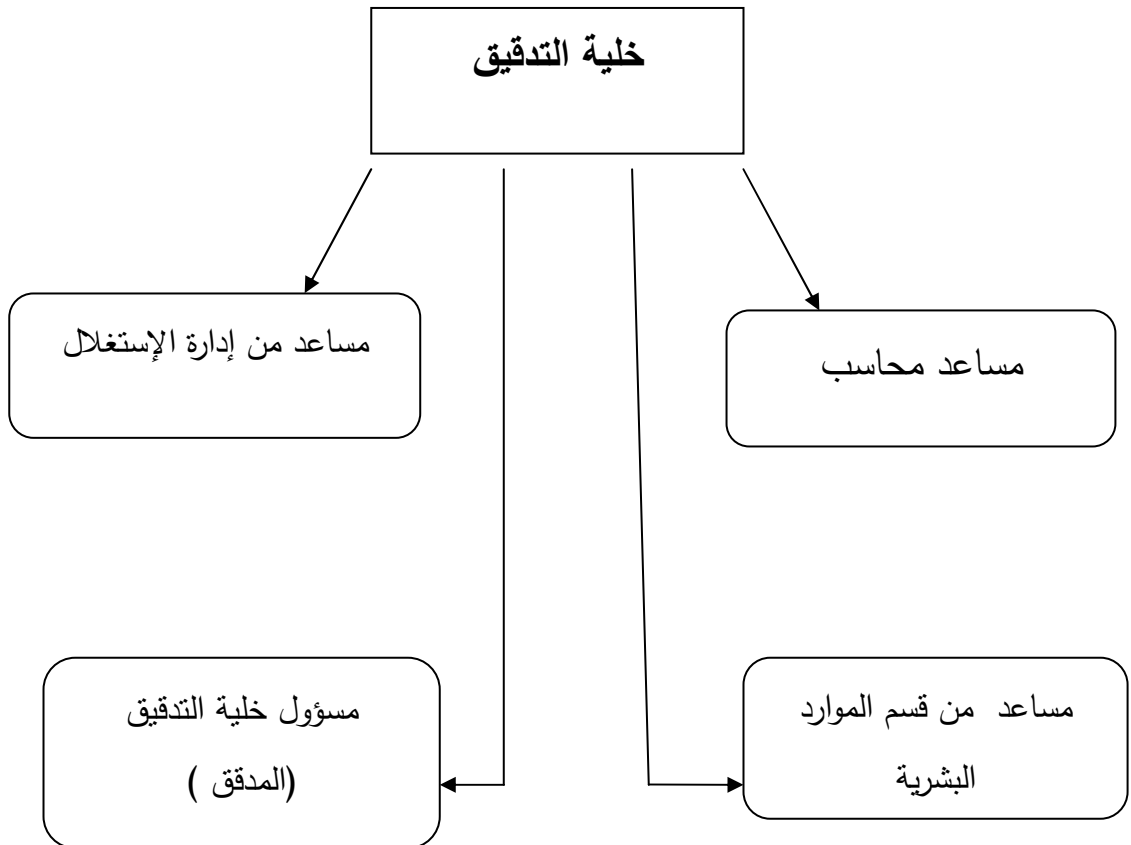 خلية التدقيق
مساعد محاسب
مساعد من إدارة الإستغلال
مساعد من قسم الموارد
البشرية
مسؤول خلية التدقيق
(المدقق )